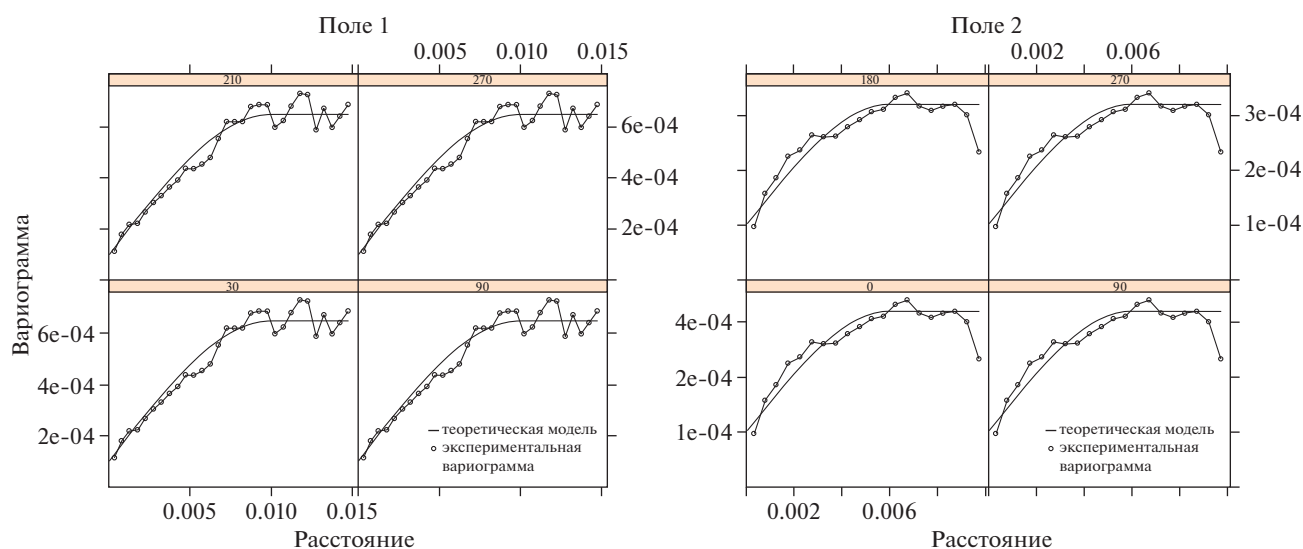 Поле 1
Поле 2
0.005 0.010 0.015
0.002 0.006
210 270
180 270
6e-04
4e-04
2e-04
3e-04
2e-04
1e-04
Вариограмма
30 90
0 90
6e-04
4e-04
2e-04
4e-04
2e-04
1e-04
теоретическая модель
экспериментальная
вариограмма
теоретическая модель
экспериментальная
вариограмма
0.005 0.010 0.015
0.002 0.006
Расстояние
Расстояние